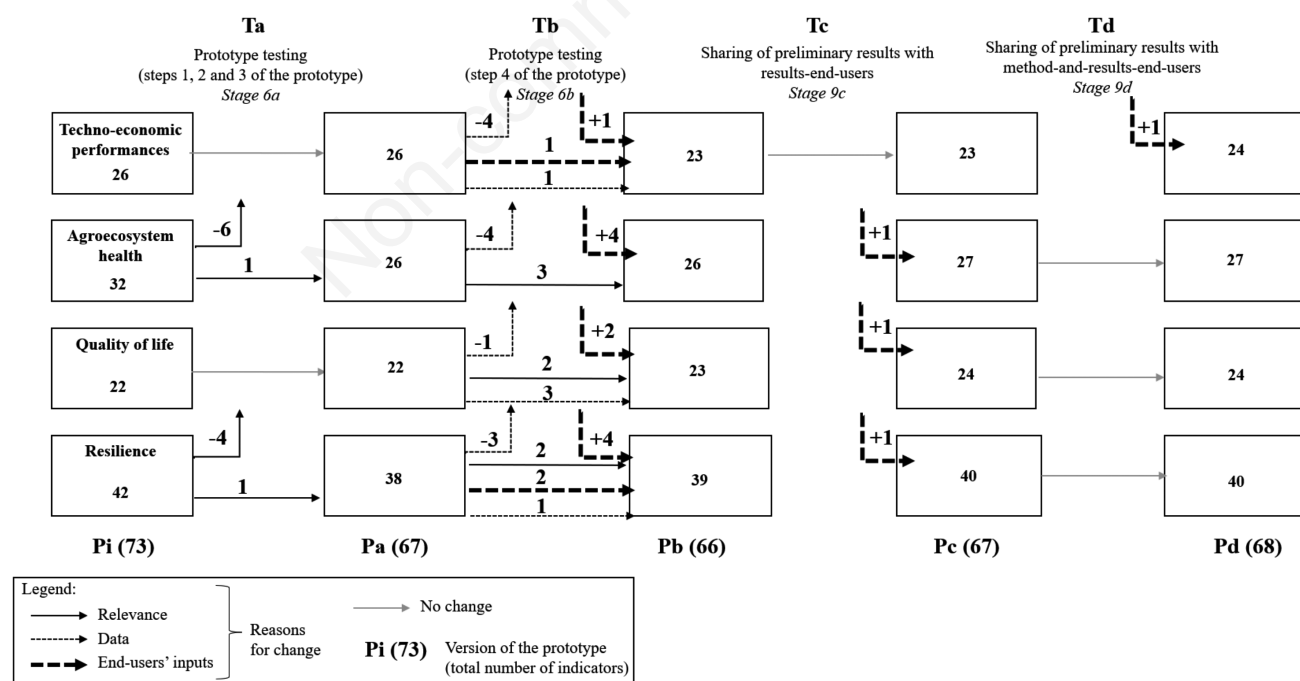 Ta
Prototype testing
(steps 1, 2 and 3 of the prototype)
Stage 6a
Tb
Prototype testing
(step 4 of the prototype)
Stage 6b
Tc
Sharing of preliminary results with
results-end-users
Stage 9c
Td
Sharing of preliminary results with
method-and-results-end-users
Stage 9d
Non-comm
Techno-economic
performances
26
26
-4
+1
1
1
23
23
+1
24
Agroecosystem
health
32
-6
1
26
-4
+4
3
26
+1
27
27
Quality of life
22
22
-1
+2
2
3
23
+1
24
24
Resilience
42
-4
1
38
-3
+4
2
2
1
39
+1
40
40
Pi (73)
Pa (67)
Pb (66)
Pc (67)
Pd (68)
Legend:
Relevance
Data
End-users' inputs
Reasons
for change
No change
Pi (73)
Version of the prototype
(total number of indicators)